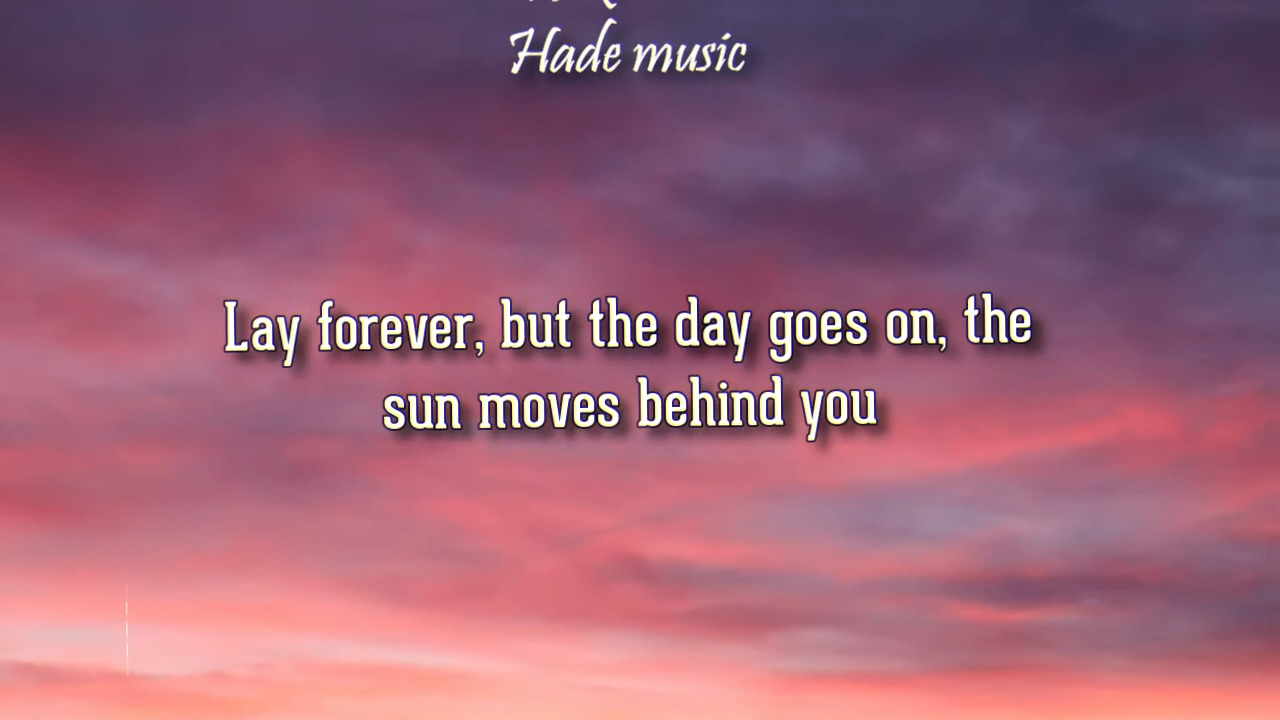 Hade music
Lay forever, but the day goes on, the
sun moves behind you